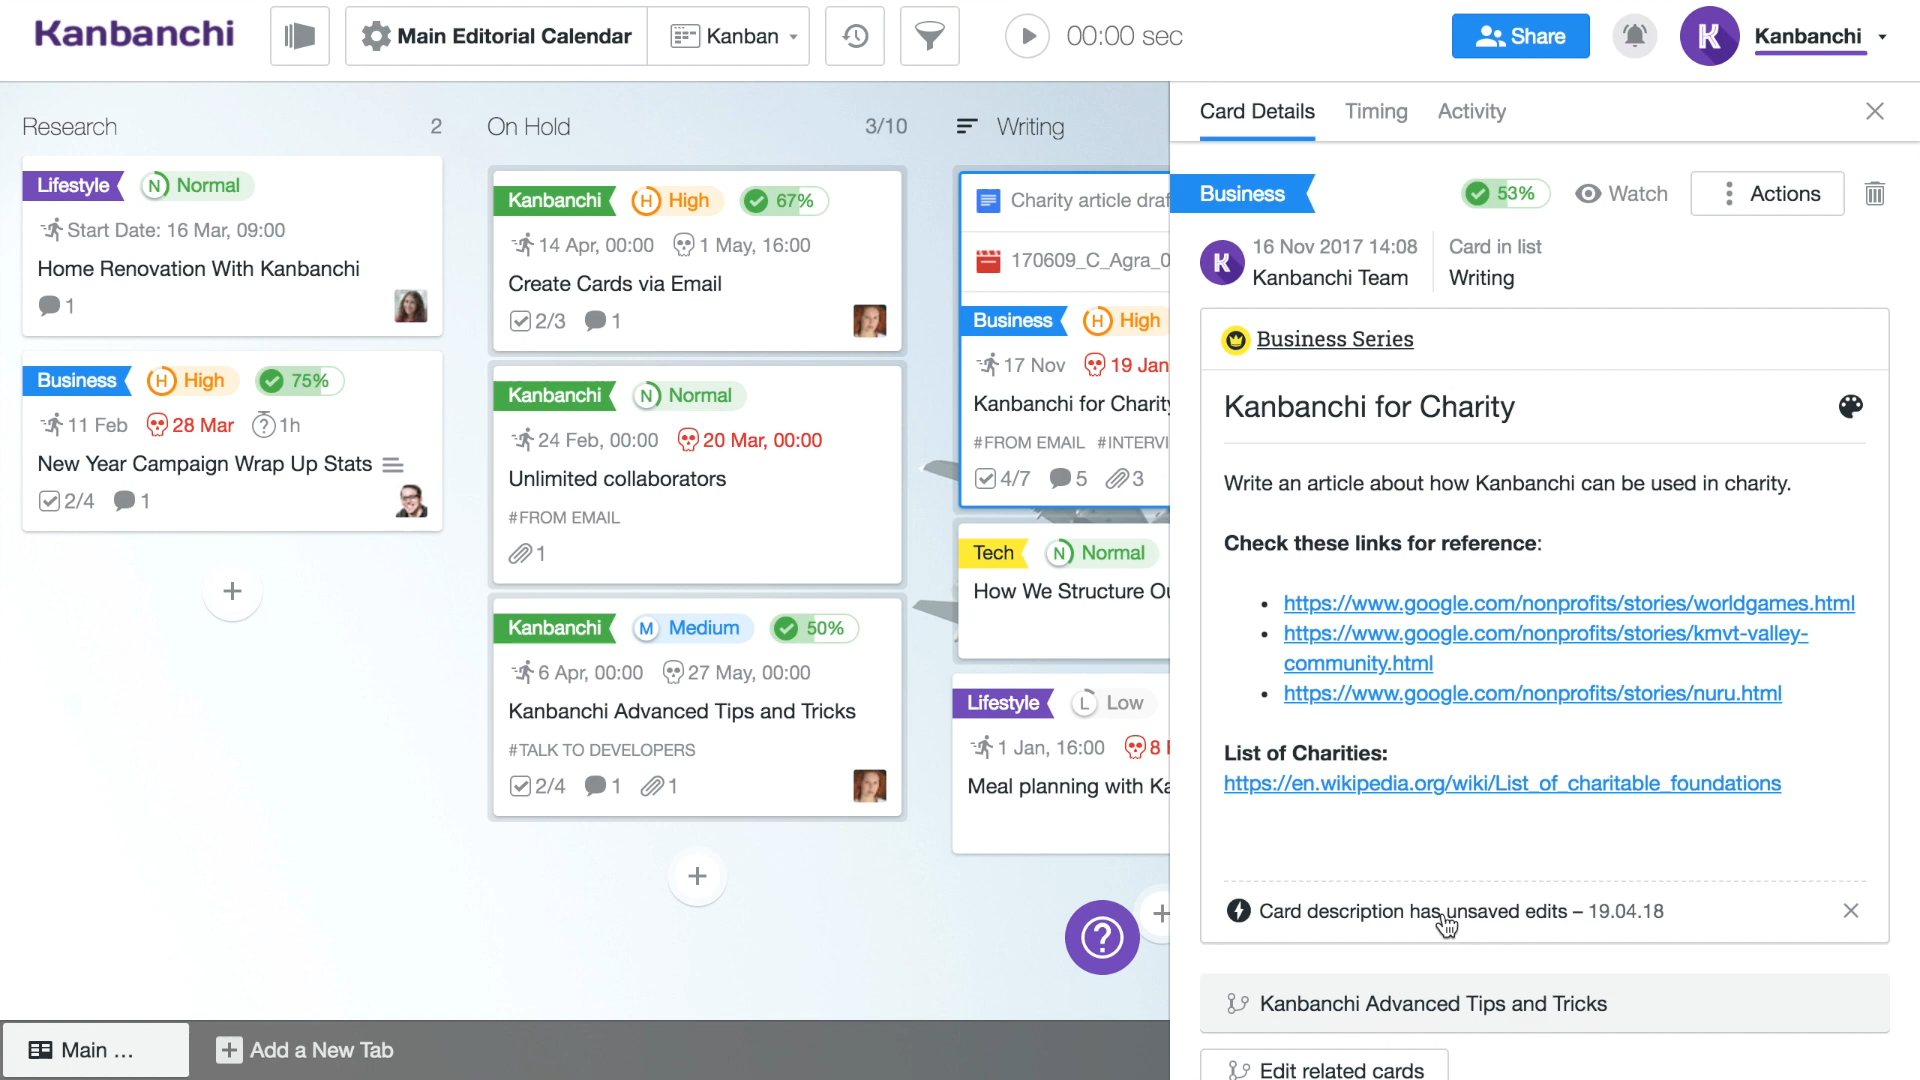 Kanbanchi
Main Editorial Calendar
Kanban
00:00 sec
Share
K
Kanbanchi
Research
2
Lifestyle
N Normal
Start Date: 16 Mar, 09:00
Home Renovation With Kanbanchi
1
Business
H High
75%
11 Feb
28 Mar
1h
New Year Campaign Wrap Up Stats
2/4
1
On Hold
3/10
Kanbanchi
H High
67%
14 Apr, 00:00
1 May, 16:00
Create Cards via Email
2/3
1
Kanbanchi
N Normal
24 Feb, 00:00
20 Mar, 00:00
Unlimited collaborators
#FROM EMAIL
1
Kanbanchi
M Medium
50%
6 Apr, 00:00
27 May, 00:00
Kanbanchi Advanced Tips and Tricks
#TALK TO DEVELOPERS
2/4
1
1
Writing
Charity article draf
170609_C_Agra_0
Business
H High
17 Nov
19 Jan
Kanbanchi for Charity
#FROM EMAIL #INTERVI
4/7
5
3
Tech
N Normal
How We Structure Ou
Lifestyle
L Low
1 Jan, 16:00
8
Meal planning with Ka
Card Details
Timing
Activity
Business
53%
Watch
Actions
K
16 Nov 2017 14:08
Kanbanchi Team
Card in list
Writing
Business Series
Kanbanchi for Charity
Write an article about how Kanbanchi can be used in charity.
Check these links for reference:
https://www.google.com/nonprofits/stories/worldgames.html
https://www.google.com/nonprofits/stories/kmvt-valley-
community.html
https://www.google.com/nonprofits/stories/nuru.html
List of Charities:
https://en.wikipedia.org/wiki/List_of_charitable_foundations
Card description has unsaved edits – 19.04.18
Kanbanchi Advanced Tips and Tricks
Edit related cards
Main ...
Add a New Tab